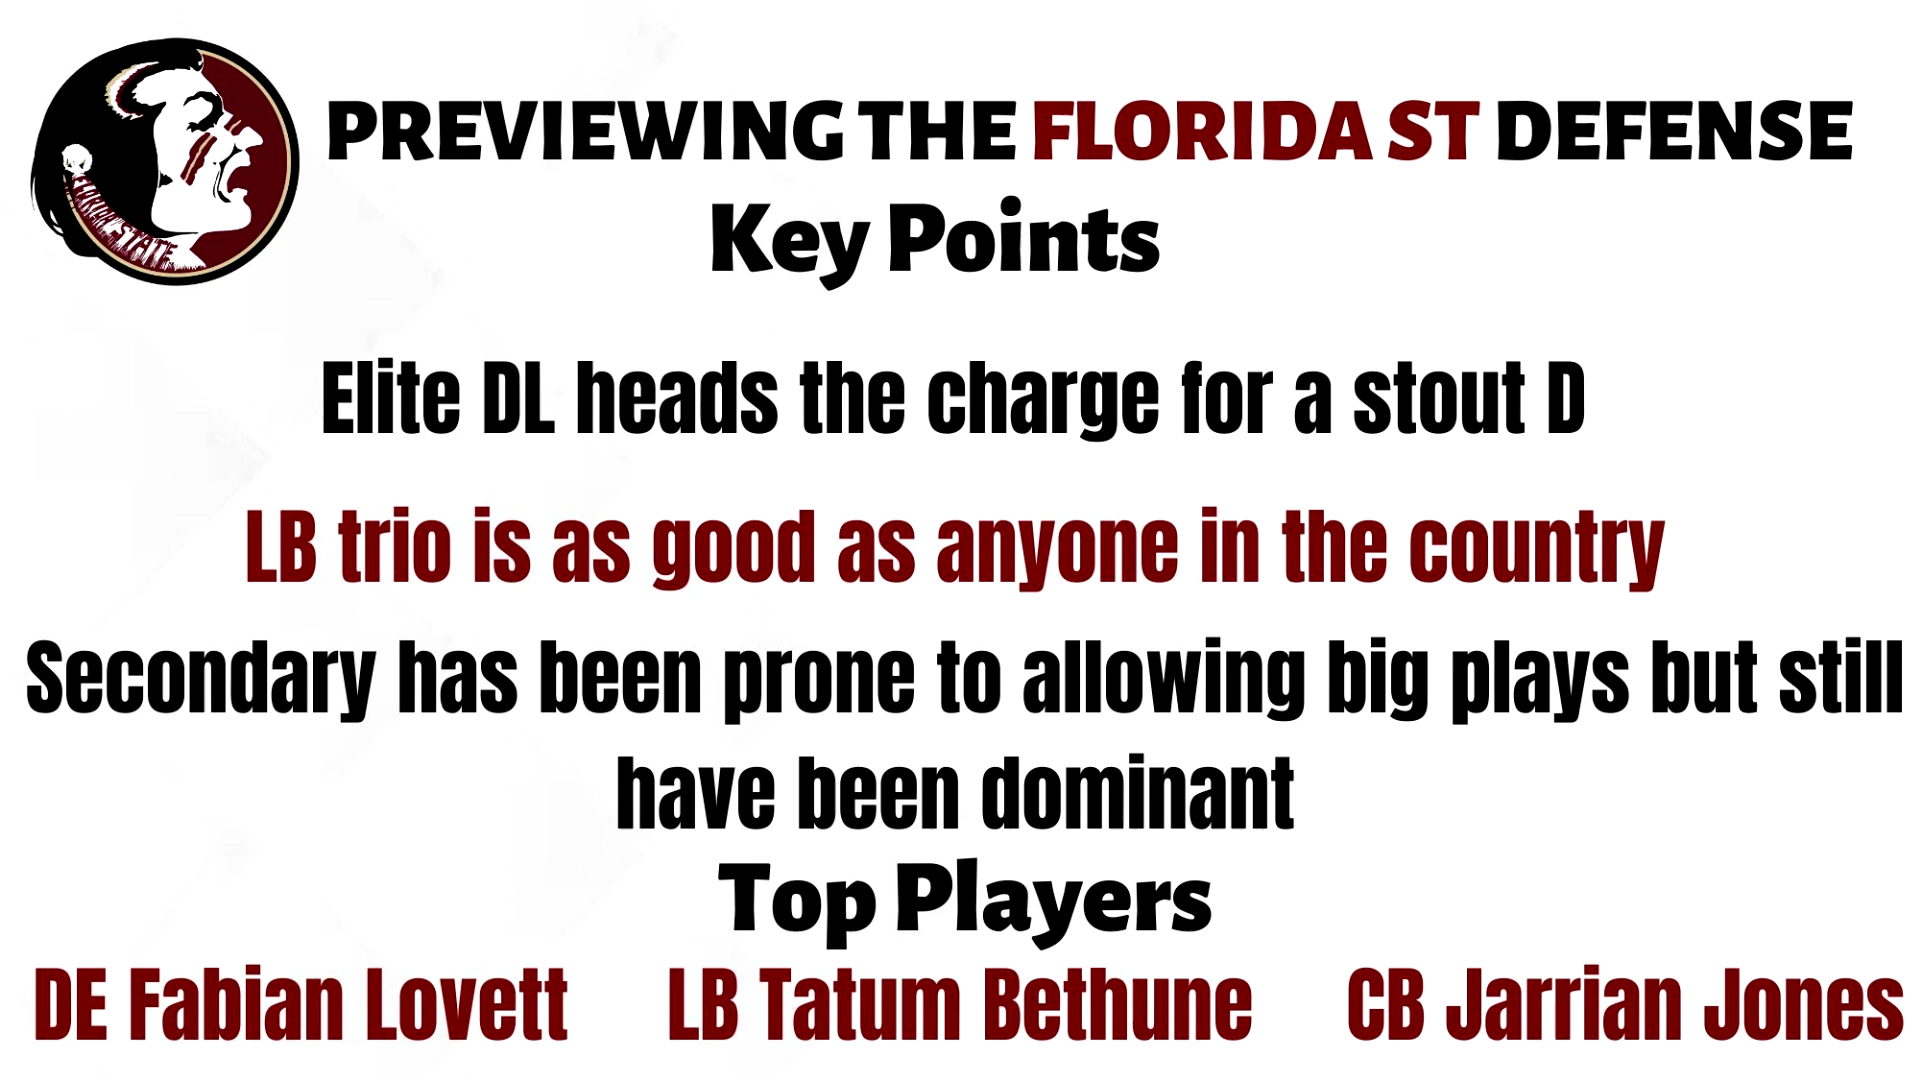 PREVIEWING THE FLORIDA ST DEFENSE
Key Points
Elite DL heads the charge for a stout D
LB trio is as good as anyone in the country
Secondary has been prone to allowing big plays but still
have been dominant
Top Players
DE Fabian Lovett LB Tatum Bethune CB Jarrian Jones